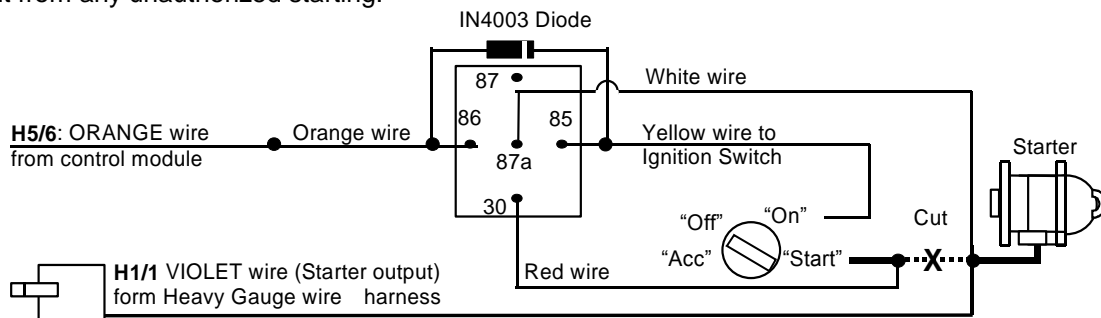 t from any unauthorized starting.
IN4003 Diode
87
White wire
86
85
H5/6: ORANGE wire
from control module
Orange wire
87a
Yellow wire to
Ignition Switch
Starter
30
"Off"
"On"
Cut
"Acc"
"Start"
X
H1/1 VIOLET wire (Starter output)
form Heavy Gauge wire harness
Red wire